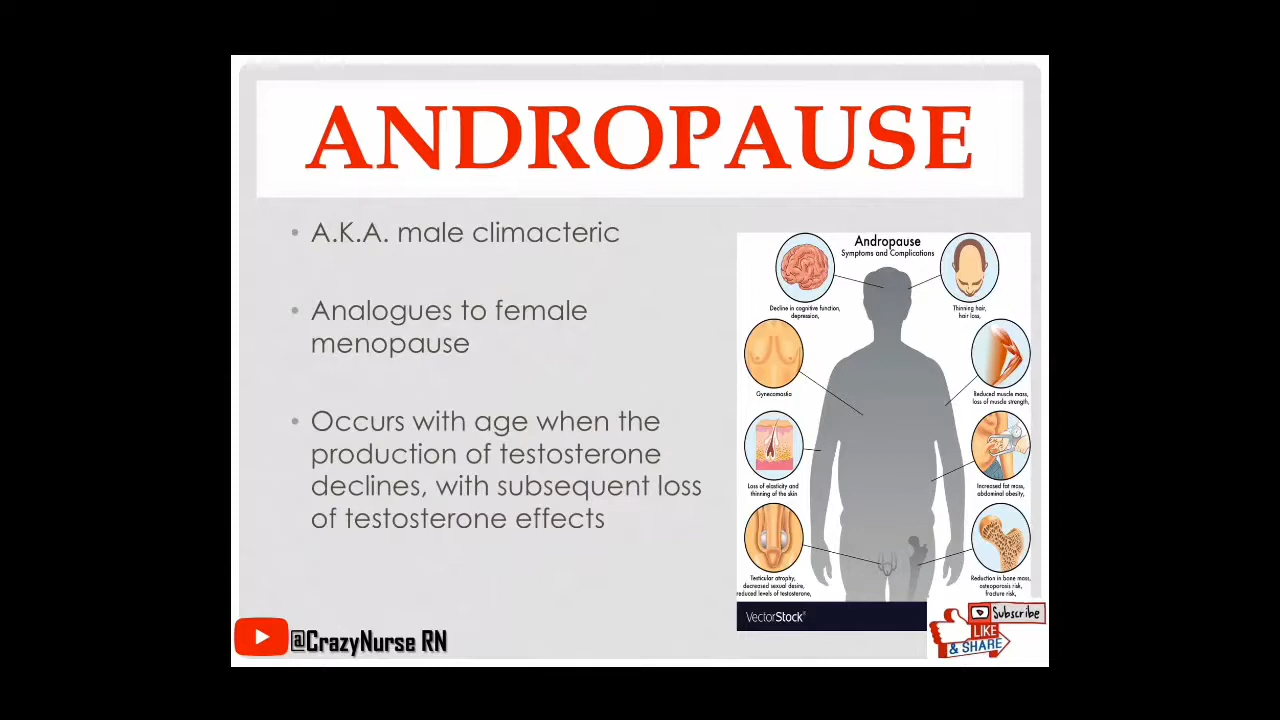 ANDROPAUSE
• A.K.A. male climacteric
• Analogues to female
menopause
• Occurs with age when the
production of testosterone
declines, with subsequent loss
of testosterone effects
Andropause
Symptoms and Complications
Decline in cognitive function,
depression,
Thinning hair,
hair loss,
Gynecomastia
Reduced muscle mass,
loss of muscle strength,
Loss of elasticity and
thinning of the skin
Increased fat mass,
abdominal obesity,
Testicular atrophy,
decreased sexual desire,
reduced levels of testosterone,
Reduction in bone mass,
osteoporosis risk,
fracture risk,
VectorStock®
@CrazyNurse RN
Subscribe
LIKE
& SHARE